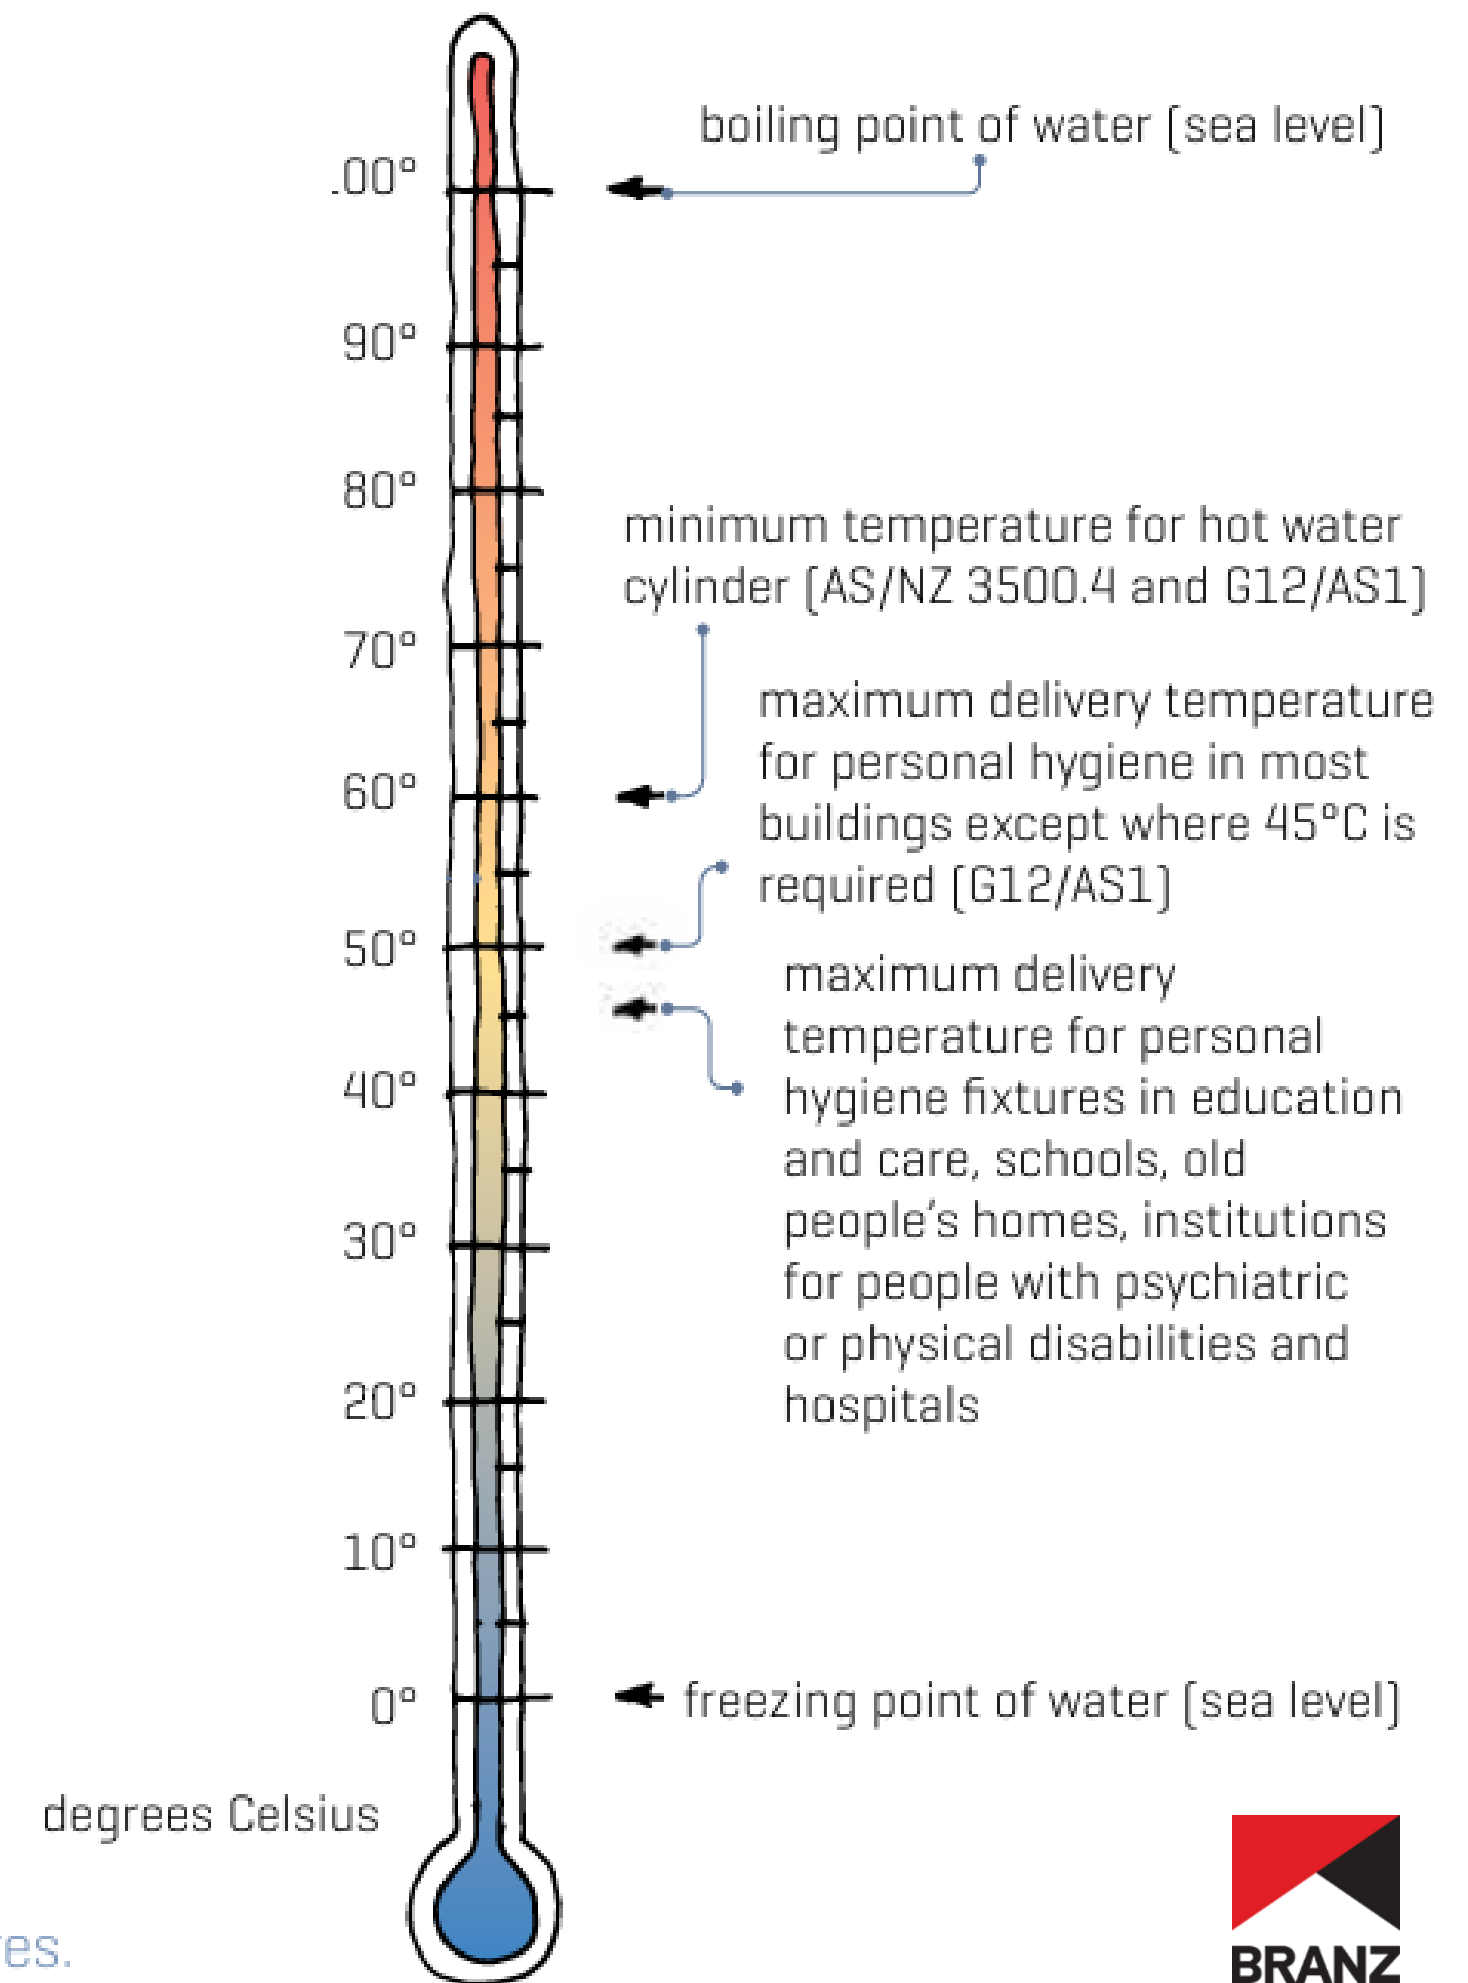 boiling point of water (sea level)
.00°
90°
80°
minimum temperature for hot water
cylinder (AS/NZ 3500.4 and G12/AS1)
70°
maximum delivery temperature
for personal hygiene in most
60°
buildings except where 45°C is
required (G12/AS1)
50°
maximum delivery
temperature for personal
40°
hygiene fixtures in education
and care, schools, old
people's homes, institutions
30°
for people with psychiatric
or physical disabilities and
20°
hospitals
10°
0°
freezing point of water (sea level)
degrees Celsius
es.
BRANZ